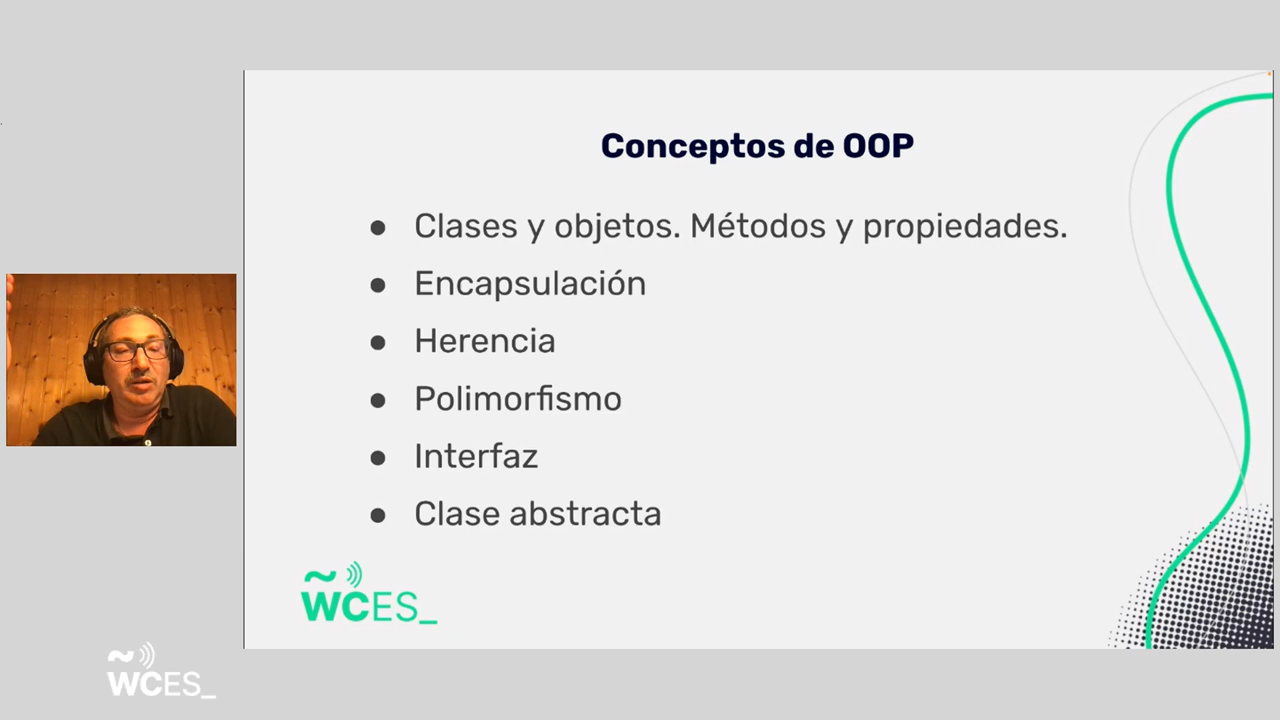 Conceptos de OOP
● Clases y objetos. Métodos y propiedades.
● Encapsulación
● Herencia
● Polimorfismo
● Interfaz
● Clase abstracta
~ WCES_
~ WCES_